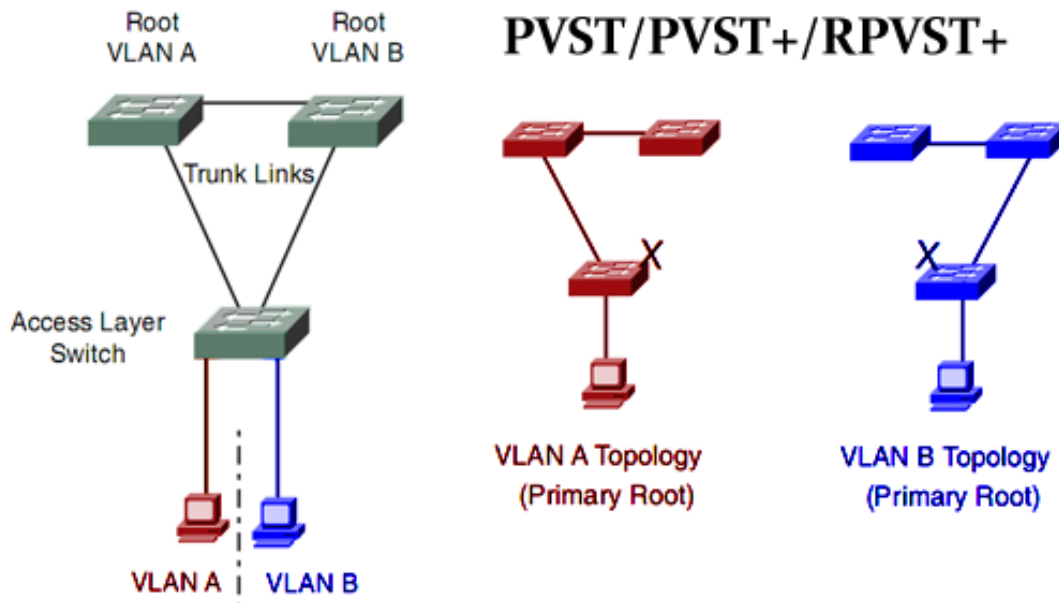 Root
VLAN A
Root
VLAN B
PVST/PVST+/RPVST+
Trunk Links
X
X
Access Layer
Switch
VLAN A Topology
(Primary Root)
VLAN B Topology
(Primary Root)
VLAN A
VLAN B